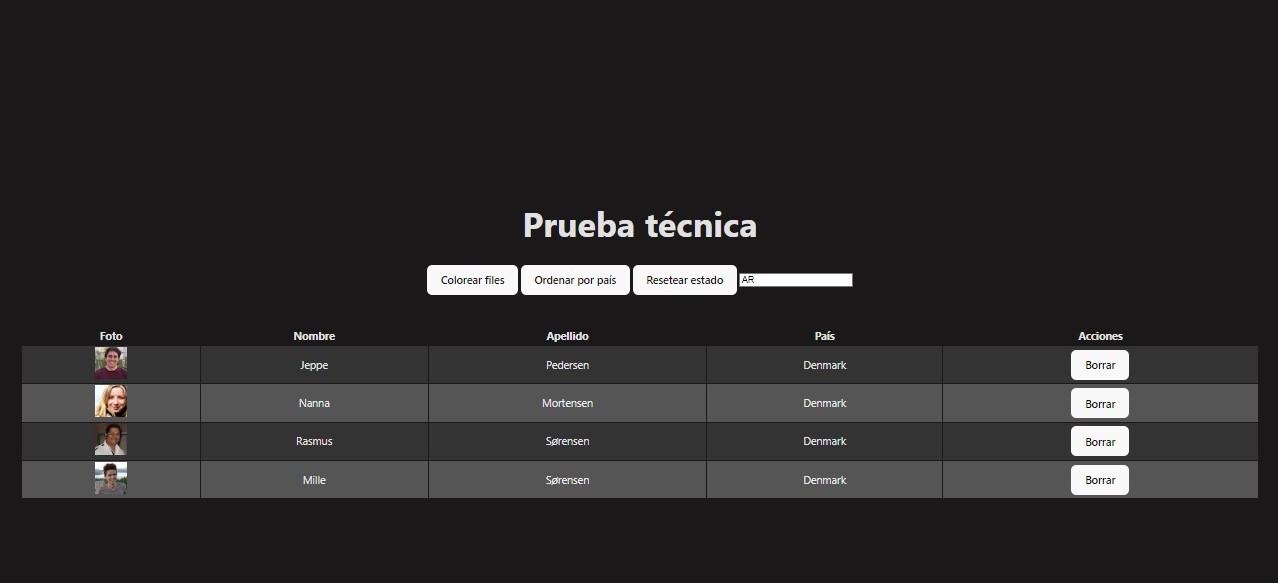 Prueba técnica
Colorear files Ordenar por país Resetear estado AR
Foto Nombre Apellido País Acciones
Jeppe Pedersen Denmark Borrar
Nanna Mortensen Denmark Borrar
Rasmus Sørensen Denmark Borrar
Mille Sørensen Denmark Borrar